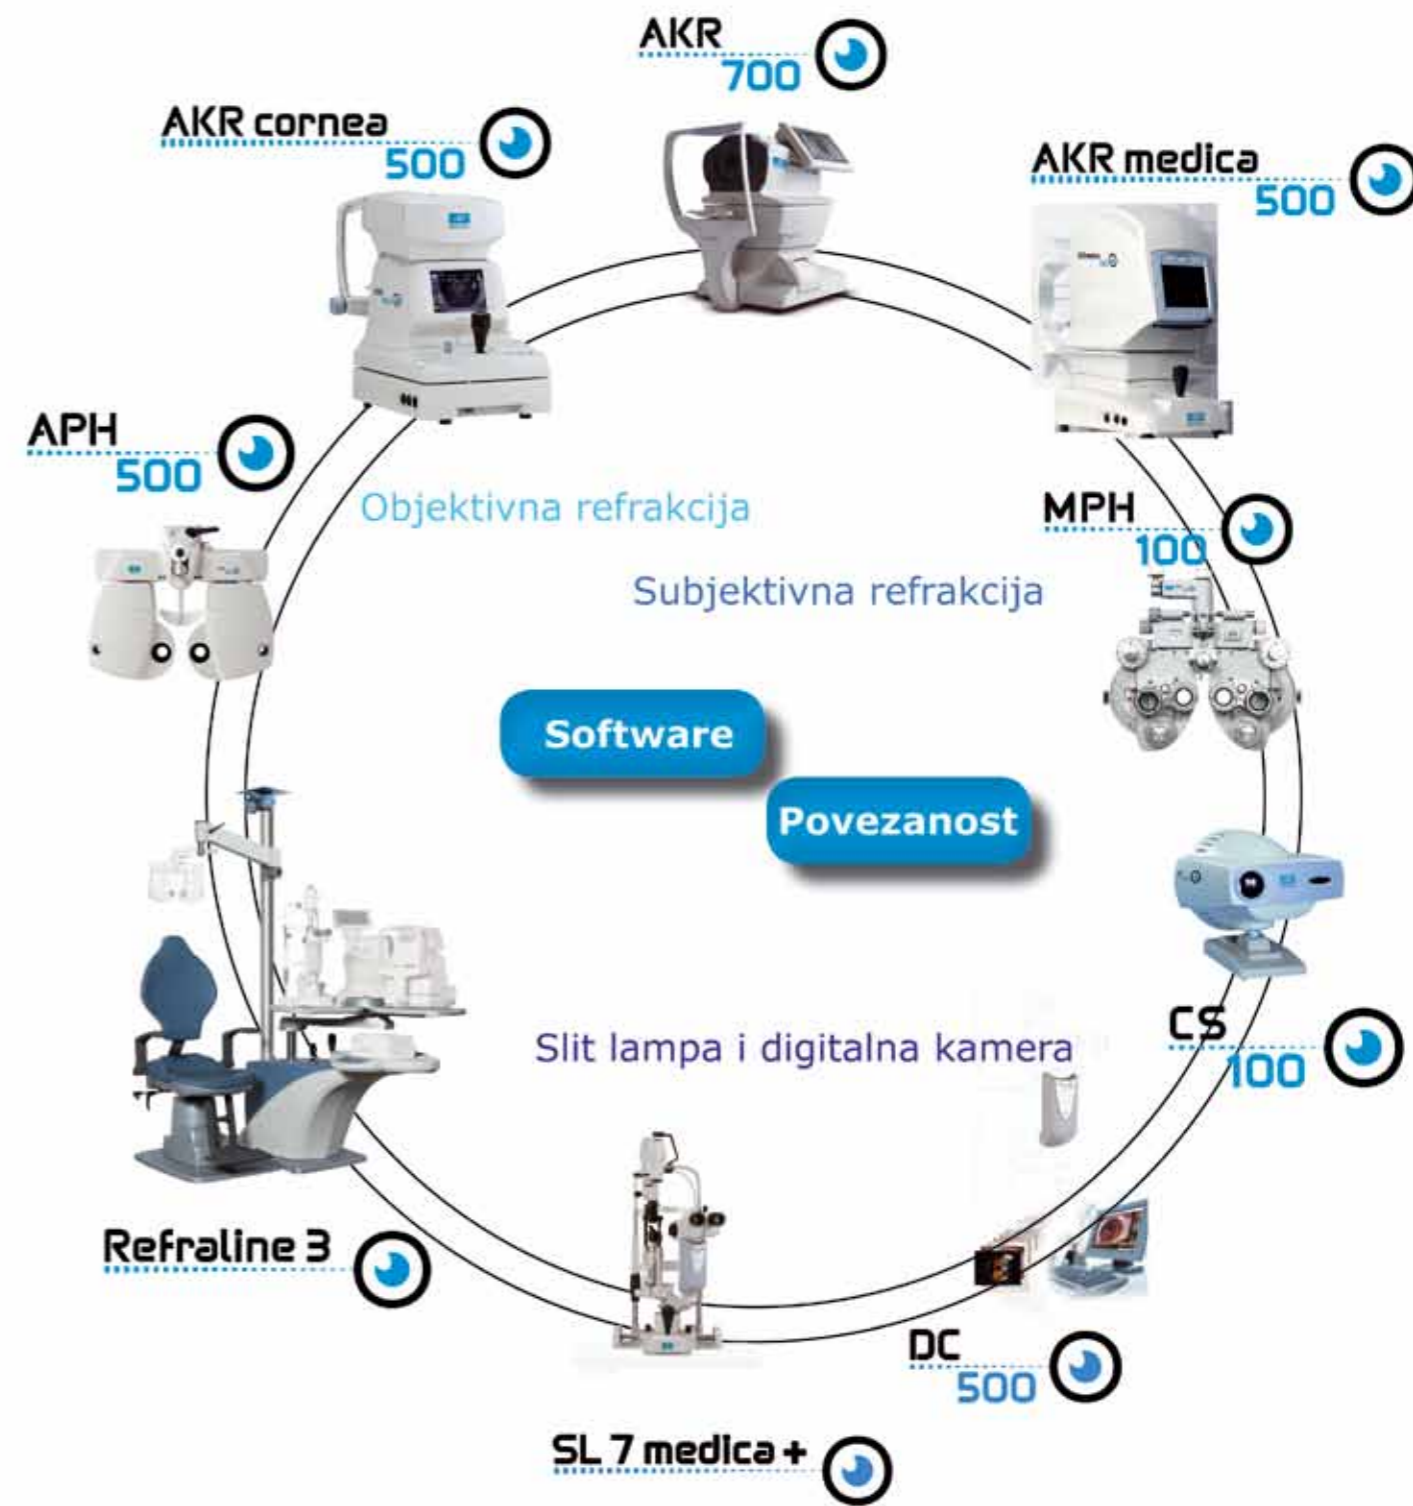 AKR
700
AKR cornea
500
AKR medica
500
APH
500
Objektivna refrakcija
MPH
100
Subjektivna refrakcija
Software
Povezanost
CS
100
Slit lampa i digitalna kamera
Refraline 3
DC
500
SL 7 medica +